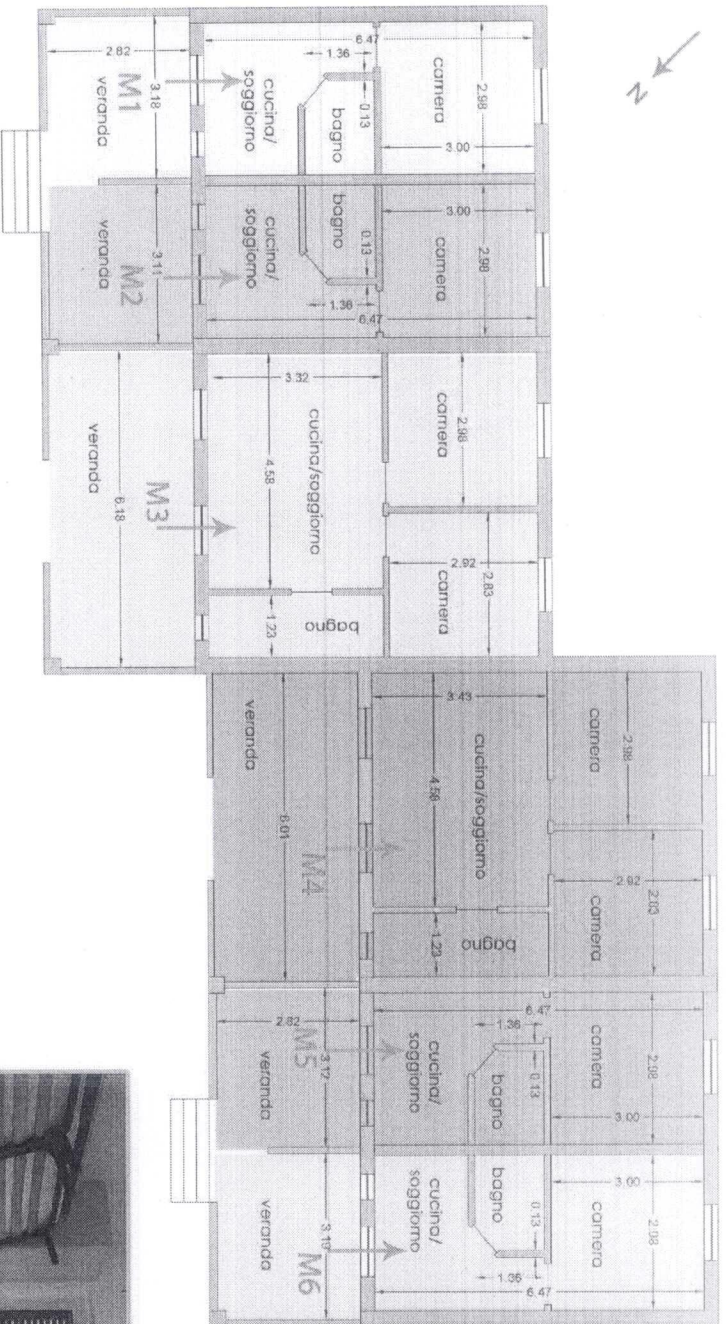 N
M1
3.18
2.82
veranda
cucina/
soggiorno
6.47
1.36
0.13
bagno
camera
2.98
3.00
M2
3.11
veranda
cucina/
soggiorno
bagno
0.13
1.36
6.47
camera
3.00
2.98
M3
6.18
veranda
cucina/soggiorno
3.32
4.58
bagno
1.23
camera
2.98
camera
2.92
2.83
M4
6.01
veranda
cucina/soggiorno
3.43
4.58
bagno
1.23
camera
2.98
camera
2.92
2.83
M5
3.12
2.82
veranda
cucina/
soggiorno
6.47
1.36
0.13
bagno
camera
2.98
3.00
M6
3.19
veranda
cucina/
soggiorno
bagno
0.13
1.36
6.47
camera
3.00
2.98